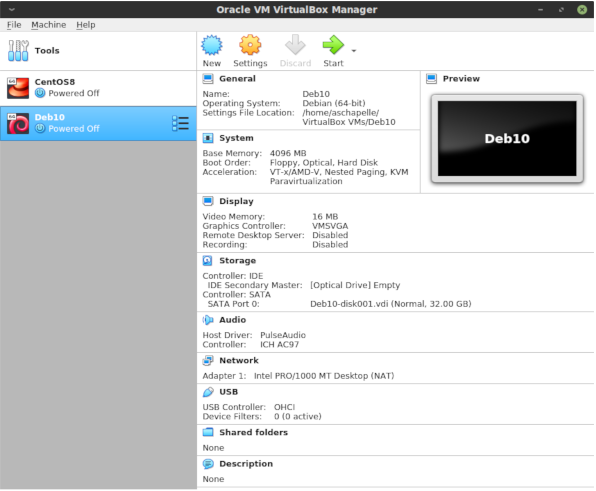 Oracle VM VirtualBox Manager
File Machine Help
Tools
CentOS8
Powered Off
Deb10
Powered Off
New Settings Discard Start
General
Name: Deb10
Operating System: Debian (64-bit)
Settings File Location: /home/aschapelle/
VirtualBox VMs/Deb10
Preview
Deb10
System
Base Memory: 4096 MB
Boot Order: Floppy, Optical, Hard Disk
Acceleration: VT-x/AMD-V, Nested Paging, KVM
Paravirtualization
Display
Video Memory: 16 MB
Graphics Controller: VMSVGA
Remote Desktop Server: Disabled
Recording: Disabled
Storage
Controller: IDE
IDE Secondary Master: [Optical Drive] Empty
Controller: SATA
SATA Port 0: Deb10-disk001.vdi (Normal, 32.00 GB)
Audio
Host Driver: PulseAudio
Controller: ICH AC97
Network
Adapter 1: Intel PRO/1000 MT Desktop (NAT)
USB
USB Controller: OHCI
Device Filters: 0 (0 active)
Shared folders
None
Description
None